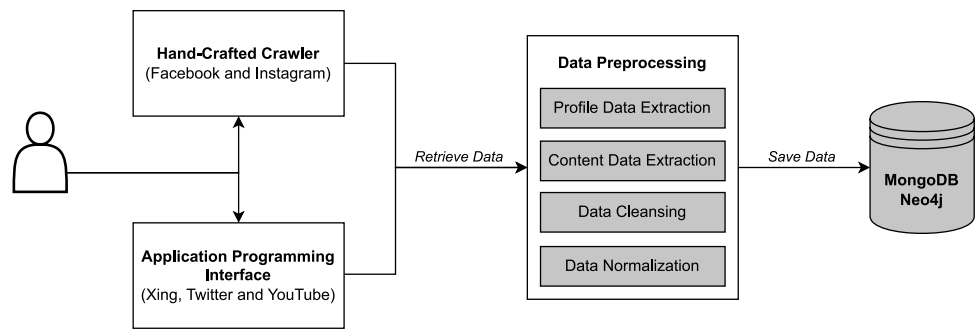 Hand-Crafted Crawler
(Facebook and Instagram)
Application Programming
Interface
(Xing, Twitter and YouTube)
Retrieve Data
Data Preprocessing
Profile Data Extraction
Content Data Extraction
Data Cleansing
Data Normalization
Save Data
MongoDB
Neo4j